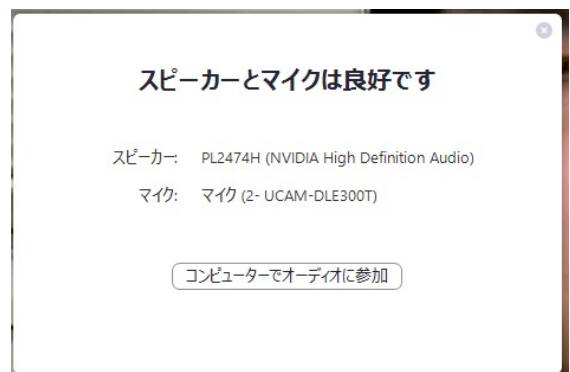 スピーカーとマイクは良好です
スピーカー: PL2474H (NVIDIA High Definition Audio)
マイク: マイク (2- UCAM-DLE300T)
コンピューターでオーディオに参加